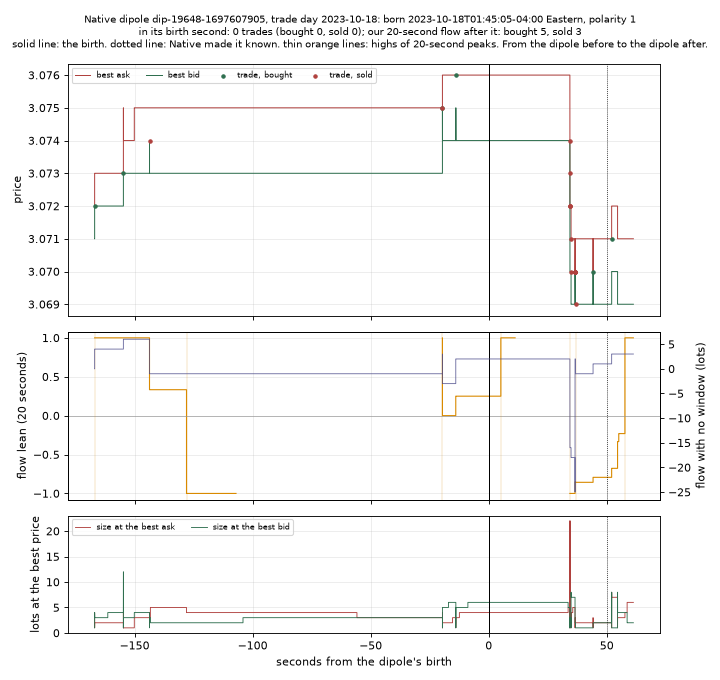 Native dipole dip-19648-1697607905, trade day 2023-10-18: born 2023-10-18T01:45:05-04:00 Eastern, polarity 1
in its birth second: 0 trades (bought 0, sold 0); our 20-second flow after it: bought 5, sold 3
solid line: the birth. dotted line: Native made it known. thin orange lines: highs of 20-second peaks. From the dipole before to the dipole after.
best ask best bid trade, bought trade, sold
3.076
3.075
3.074
3.073
3.072
3.071
3.070
3.069
price
1.0
0.5
0.0
−0.5
−1.0
flow lean (20 seconds)
5
0
−5
−10
−15
−20
−25
flow with no window (lots)
size at the best ask size at the best bid
20
15
10
5
0
lots at the best price
−150 −100 −50 0 50
seconds from the dipole's birth